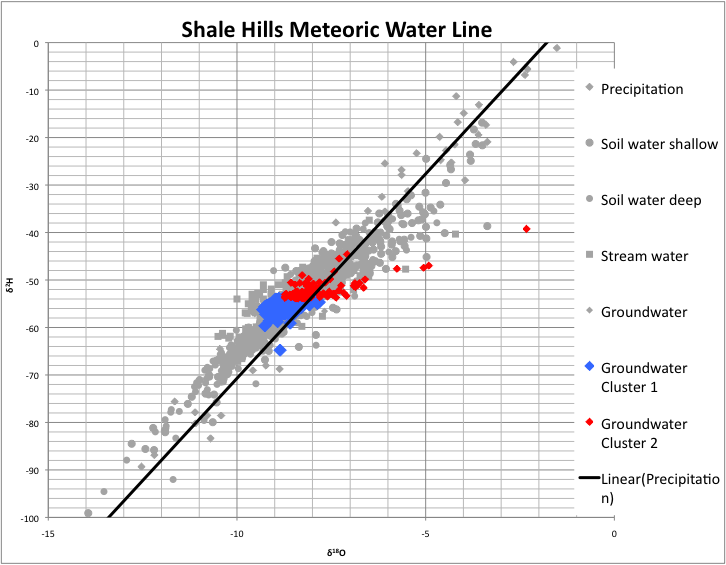 Shale Hills Meteoric Water Line
0
-10
-20
-30
-40
-50
-60
-70
-80
-90
-100
δ²H
-15
-10
-5
0
δ¹⁸O
Precipitation
Soil water shallow
Soil water deep
Stream water
Groundwater
Groundwater
Cluster 1
Groundwater
Cluster 2
Linear(Precipitatio
n)